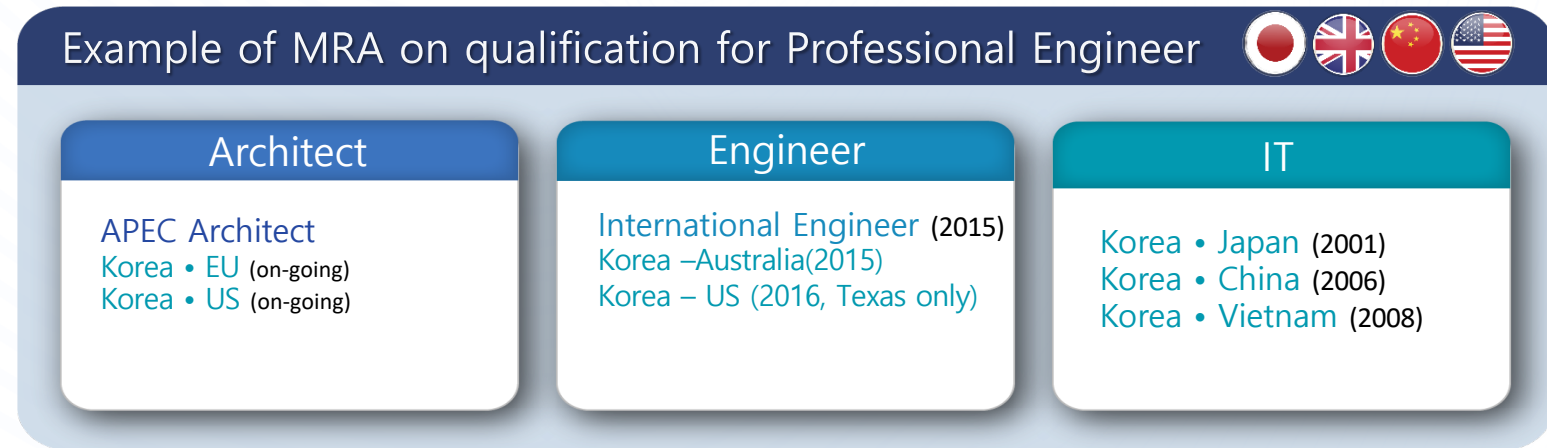 Example of MRA on qualification for Professional Engineer
Architect
APEC Architect
Korea • EU (on-going)
Korea • US (on-going)
Engineer
International Engineer (2015)
Korea –Australia(2015)
Korea – US (2016, Texas only)
IT
Korea • Japan (2001)
Korea • China (2006)
Korea • Vietnam (2008)